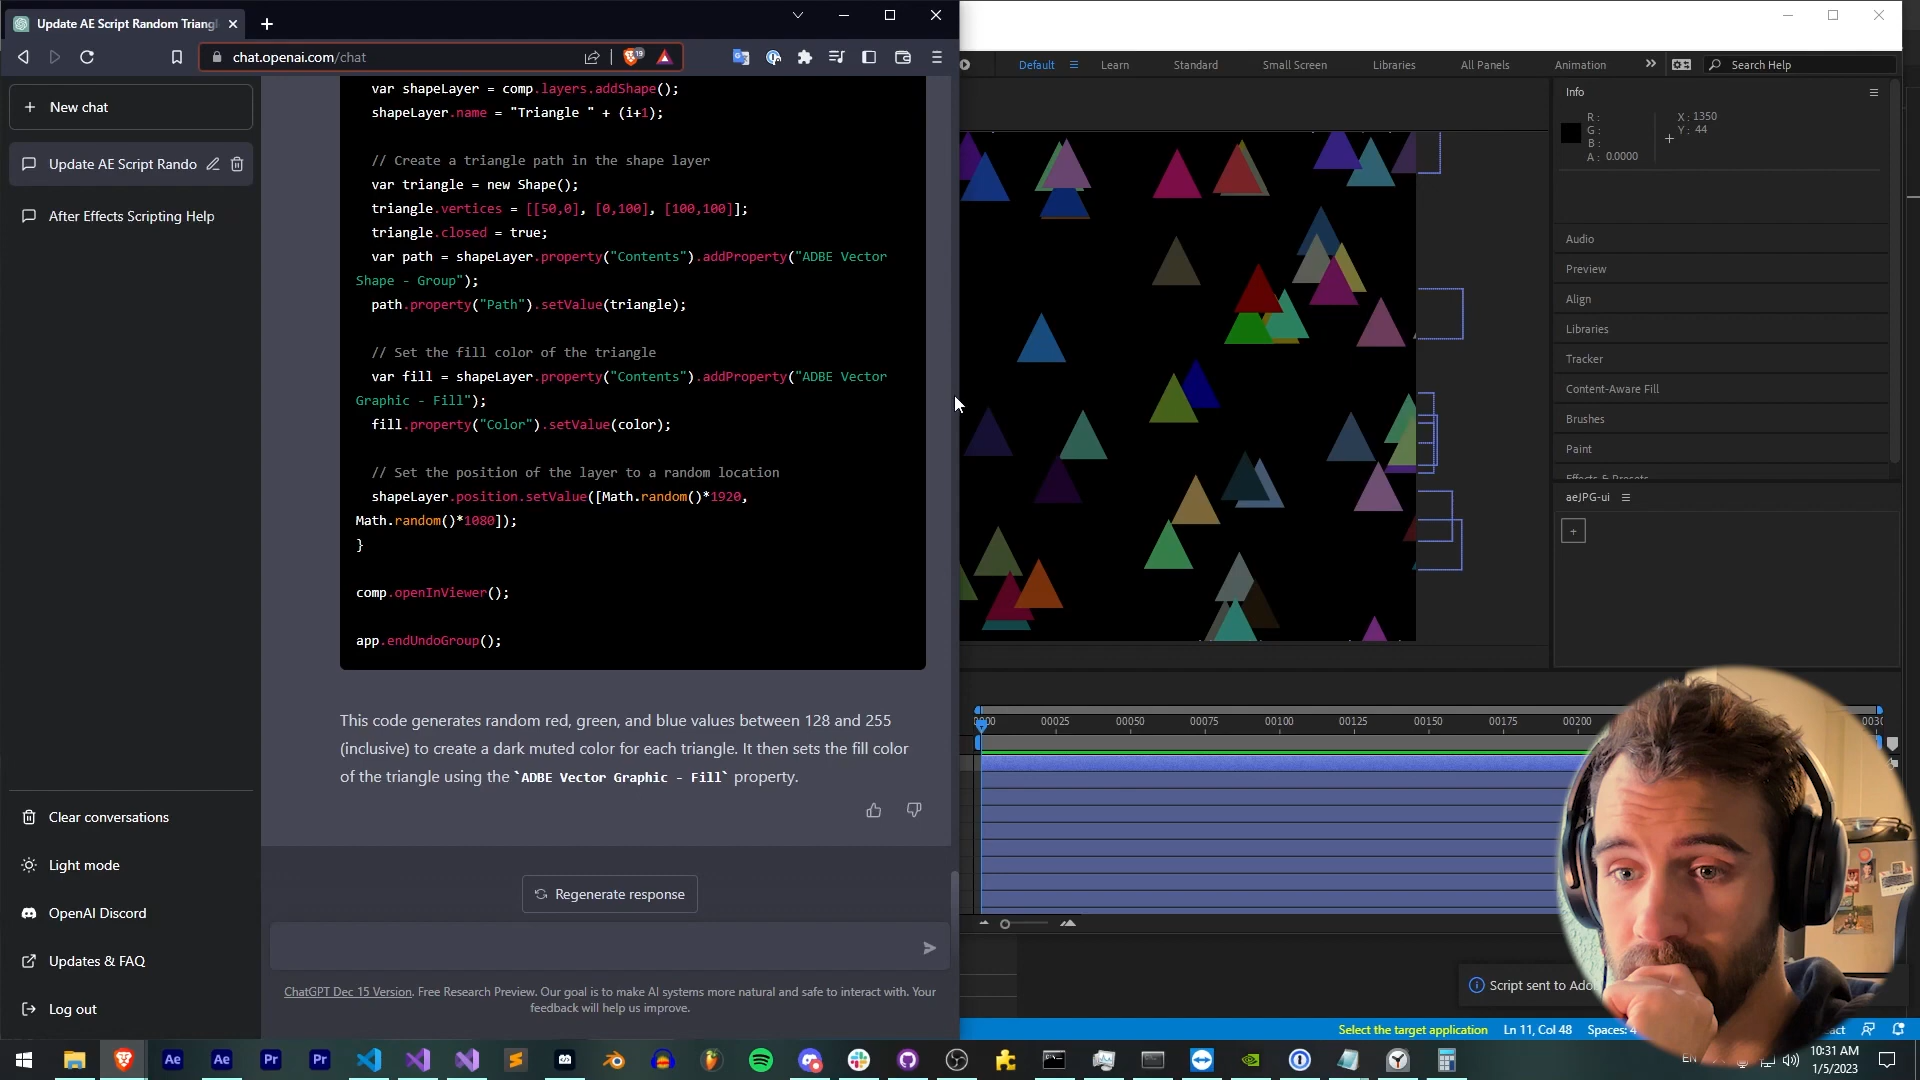 Update AE Script Random Triang
chat.openai.com/chat
19
New chat
Update AE Script Rando
After Effects Scripting Help
Clear conversations
Light mode
OpenAI Discord
Updates & FAQ
Log out
var shapeLayer = comp.layers.addShape();
shapeLayer.name = "Triangle " + (i+1);
// Create a triangle path in the shape layer
var triangle = new Shape();
triangle.vertices = [[50,0], [0,100], [100,100]];
triangle.closed = true;
var path = shapeLayer.property("Contents").addProperty("ADBE Vector
Shape - Group");
path.property("Path").setValue(triangle);
// Set the fill color of the triangle
var fill = shapeLayer.property("Contents").addProperty("ADBE Vector
Graphic - Fill");
fill.property("Color").setValue(color);
// Set the position of the layer to a random location
shapeLayer.position.setValue([Math.random()*1920,
Math.random()*1080]);
}
comp.openInViewer();
app.endUndoGroup();
This code generates random red, green, and blue values between 128 and 255
(inclusive) to create a dark muted color for each triangle. It then sets the fill color
of the triangle using the `ADBE Vector Graphic - Fill` property.
Regenerate response
ChatGPT Dec 15 Version. Free Research Preview. Our goal is to make AI systems more natural and safe to interact with. Your
feedback will help us improve.
Default
Learn
Standard
Small Screen
Libraries
All Panels
Animation
Search Help
Info
R :
G :
B :
A : 0.0000
X : 1350
Y : 44
Audio
Preview
Align
Libraries
Tracker
Content-Aware Fill
Brushes
Paint
Effects & Presets
aeJPG-ui
00025 00050 00075 00100 00125 00150 00175 00200
Script sent to Ado
Select the target application
Ln 11, Col 48
Spaces: 4
Ae
Ae
Pr
Pr
10:31 AM
1/5/2023